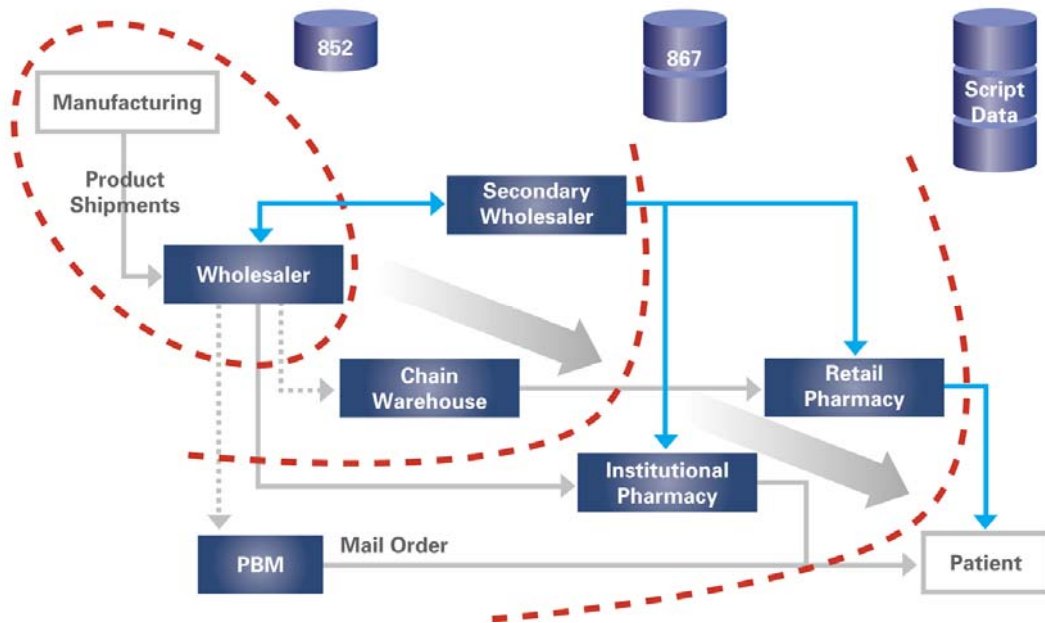 852
867
Script
Data
Manufacturing
Product
Shipments
Secondary
Wholesaler
Wholesaler
Chain
Warehouse
Retail
Pharmacy
Institutional
Pharmacy
Mail Order
PBM
Patient